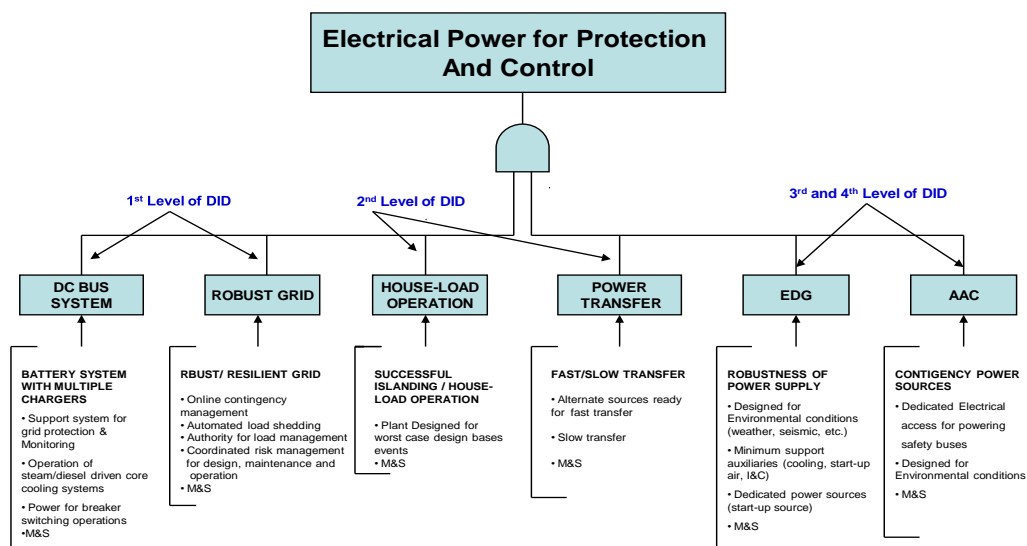 Electrical Power for Protection
And Control
1st Level of DID
2nd Level of DID
3rd and 4th Level of DID
DC BUS
SYSTEM
ROBUST GRID
HOUSE-LOAD
OPERATION
POWER
TRANSFER
EDG
AAC
BATTERY SYSTEM
WITH MULTIPLE
CHARGERS
• Support system for
grid protection &
Monitoring
• Operation of
steam/diesel driven core
cooling systems
• Power for breaker
switching operations
•M&S
RBUST/ RESILIENT GRID
• Online contingency
management
• Automated load shedding
• Authority for load management
• Coordinated risk management
for design, maintenance and
operation
• M&S
SUCCESSFUL
ISLANDING / HOUSE-
LOAD OPERATION
• Plant Designed for
worst case design bases
events
• M&S
FAST/SLOW TRANSFER
• Alternate sources ready
for fast transfer
• Slow transfer
• M&S
ROBUSTNESS OF
POWER SUPPLY
• Designed for
Environmental conditions
(weather, seismic, etc.)
• Minimum support
auxiliaries (cooling, start-up
air, I&C)
• Dedicated power sources
(start-up source)
• M&S
CONTIGENCY POWER
SOURCES
• Dedicated Electrical
access for powering
safety buses
• Designed for
Environmental conditions
• M&S